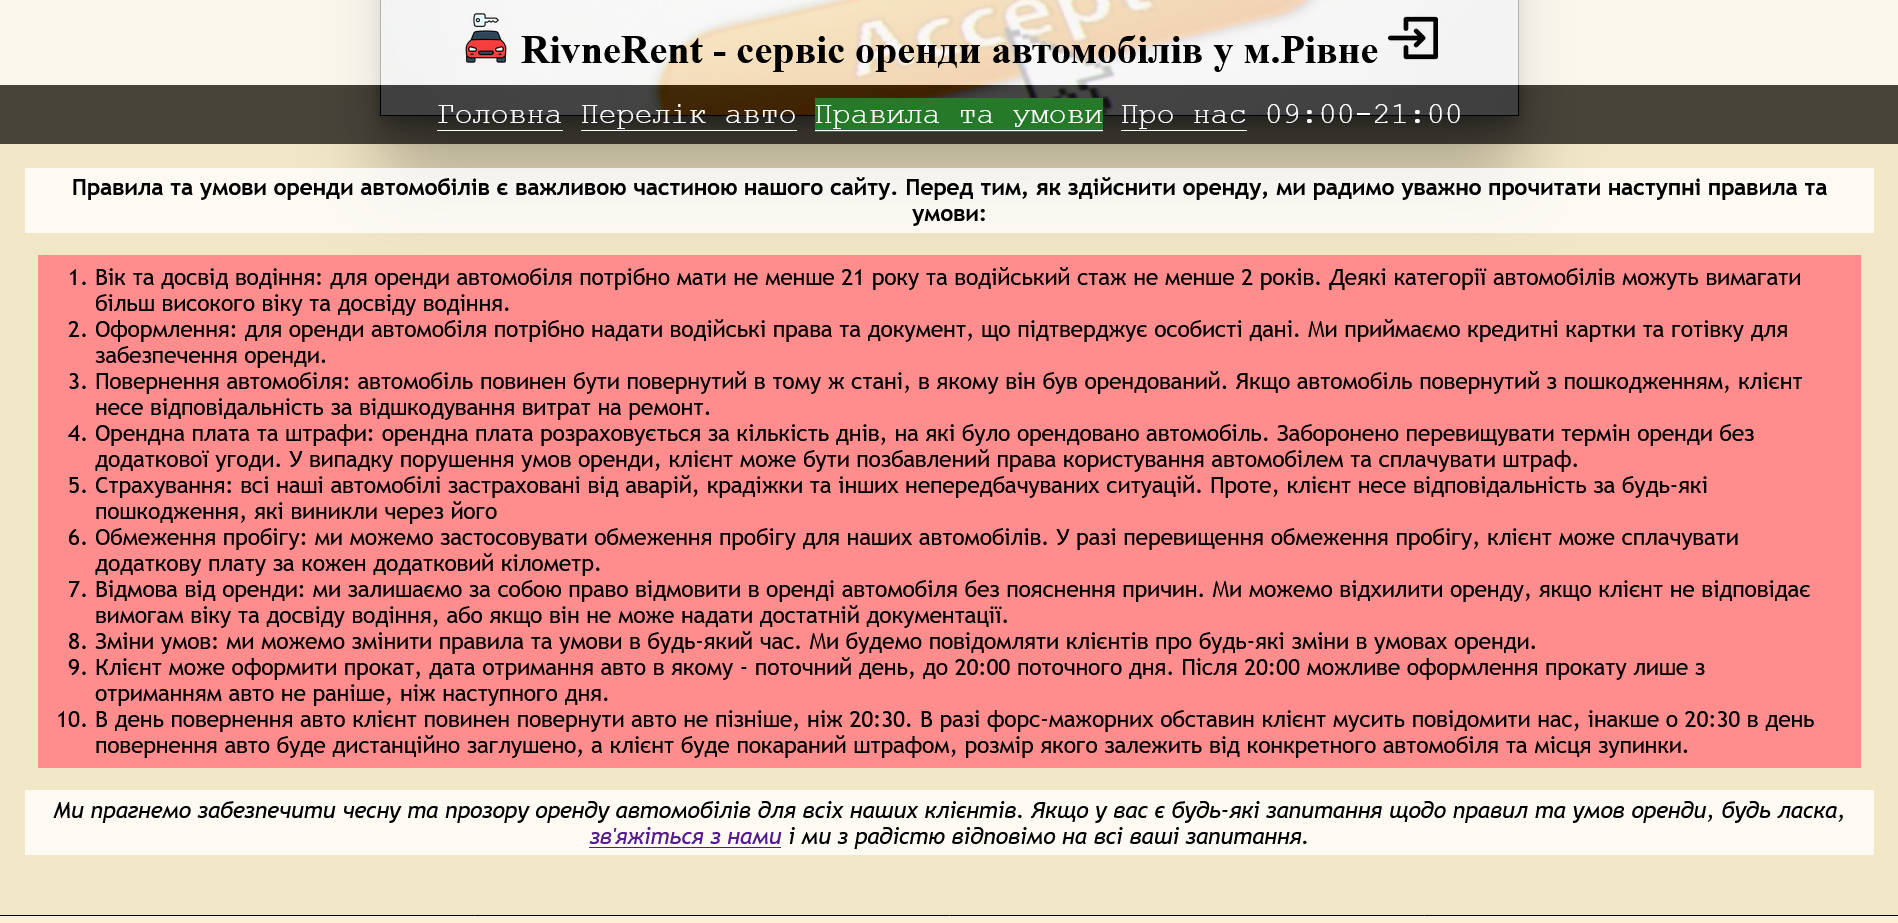 Accept
RivneRent - сервіс оренди автомобілів у м.Рівне
Головна Перелік авто Правила та умови Про нас 09:00-21:00
Правила та умови оренди автомобілів є важливою частиною нашого сайту. Перед тим, як здійснити оренду, ми радимо уважно прочитати наступні правила та
умови:
1. Вік та досвід водіння: для оренди автомобіля потрібно мати не менше 21 року та водійський стаж не менше 2 років. Деякі категорії автомобілів можуть вимагати
більш високого віку та досвіду водіння.
2. Оформлення: для оренди автомобіля потрібно надати водійські права та документ, що підтверджує особисті дані. Ми приймаємо кредитні картки та готівку для
забезпечення оренди.
3. Повернення автомобіля: автомобіль повинен бути повернутий в тому ж стані, в якому він був орендований. Якщо автомобіль повернутий з пошкодженням, клієнт
несе відповідальність за відшкодування витрат на ремонт.
4. Орендна плата та штрафи: орендна плата розраховується за кількість днів, на які було орендовано автомобіль. Заборонено перевищувати термін оренди без
додаткової угоди. У випадку порушення умов оренди, клієнт може бути позбавлений права користування автомобілем та сплачувати штраф.
5. Страхування: всі наші автомобілі застраховані від аварій, крадіжки та інших непередбачуваних ситуацій. Проте, клієнт несе відповідальність за будь-які
пошкодження, які виникли через його
6. Обмеження пробігу: ми можемо застосовувати обмеження пробігу для наших автомобілів. У разі перевищення обмеження пробігу, клієнт може сплачувати
додаткову плату за кожен додатковий кілометр.
7. Відмова від оренди: ми залишаємо за собою право відмовити в оренді автомобіля без пояснення причин. Ми можемо відхилити оренду, якщо клієнт не відповідає
вимогам віку та досвіду водіння, або якщо він не може надати достатній документації.
8. Зміни умов: ми можемо змінити правила та умови в будь-який час. Ми будемо повідомляти клієнтів про будь-які зміни в умовах оренди.
9. Клієнт може оформити прокат, дата отримання авто в якому - поточний день, до 20:00 поточного дня. Після 20:00 можливе оформлення прокату лише з
отриманням авто не раніше, ніж наступного дня.
10. В день повернення авто клієнт повинен повернути авто не пізніше, ніж 20:30. В разі форс-мажорних обставин клієнт мусить повідомити нас, інакше о 20:30 в день
повернення авто буде дистанційно заглушено, а клієнт буде покараний штрафом, розмір якого залежить від конкретного автомобіля та місця зупинки.
Ми прагнемо забезпечити чесну та прозору оренду автомобілів для всіх наших клієнтів. Якщо у вас є будь-які запитання щодо правил та умов оренди, будь ласка,
зв'яжіться з нами і ми з радістю відповімо на всі ваші запитання.